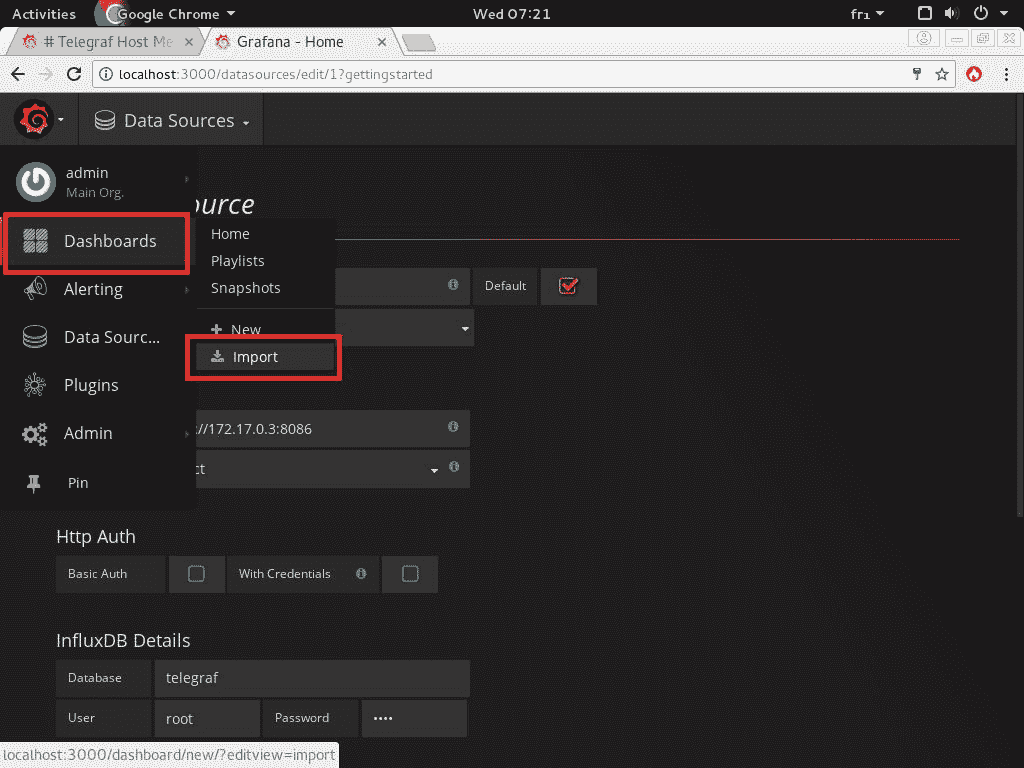 Activities Google Chrome Wed 07:21 fr1
# Telegraf Host Me Grafana - Home
localhost:3000/datasources/edit/1?gettingstarted
Data Sources
admin
Main Org.
ource
Dashboards
Home
Playlists
Snapshots
Default
Alerting
New
Import
Data Sourc...
Plugins
://172.17.0.3:8086
Admin
ct
Pin
Http Auth
Basic Auth With Credentials
InfluxDB Details
Database telegraf
User root Password ••••
localhost:3000/dashboard/new/?editview=import